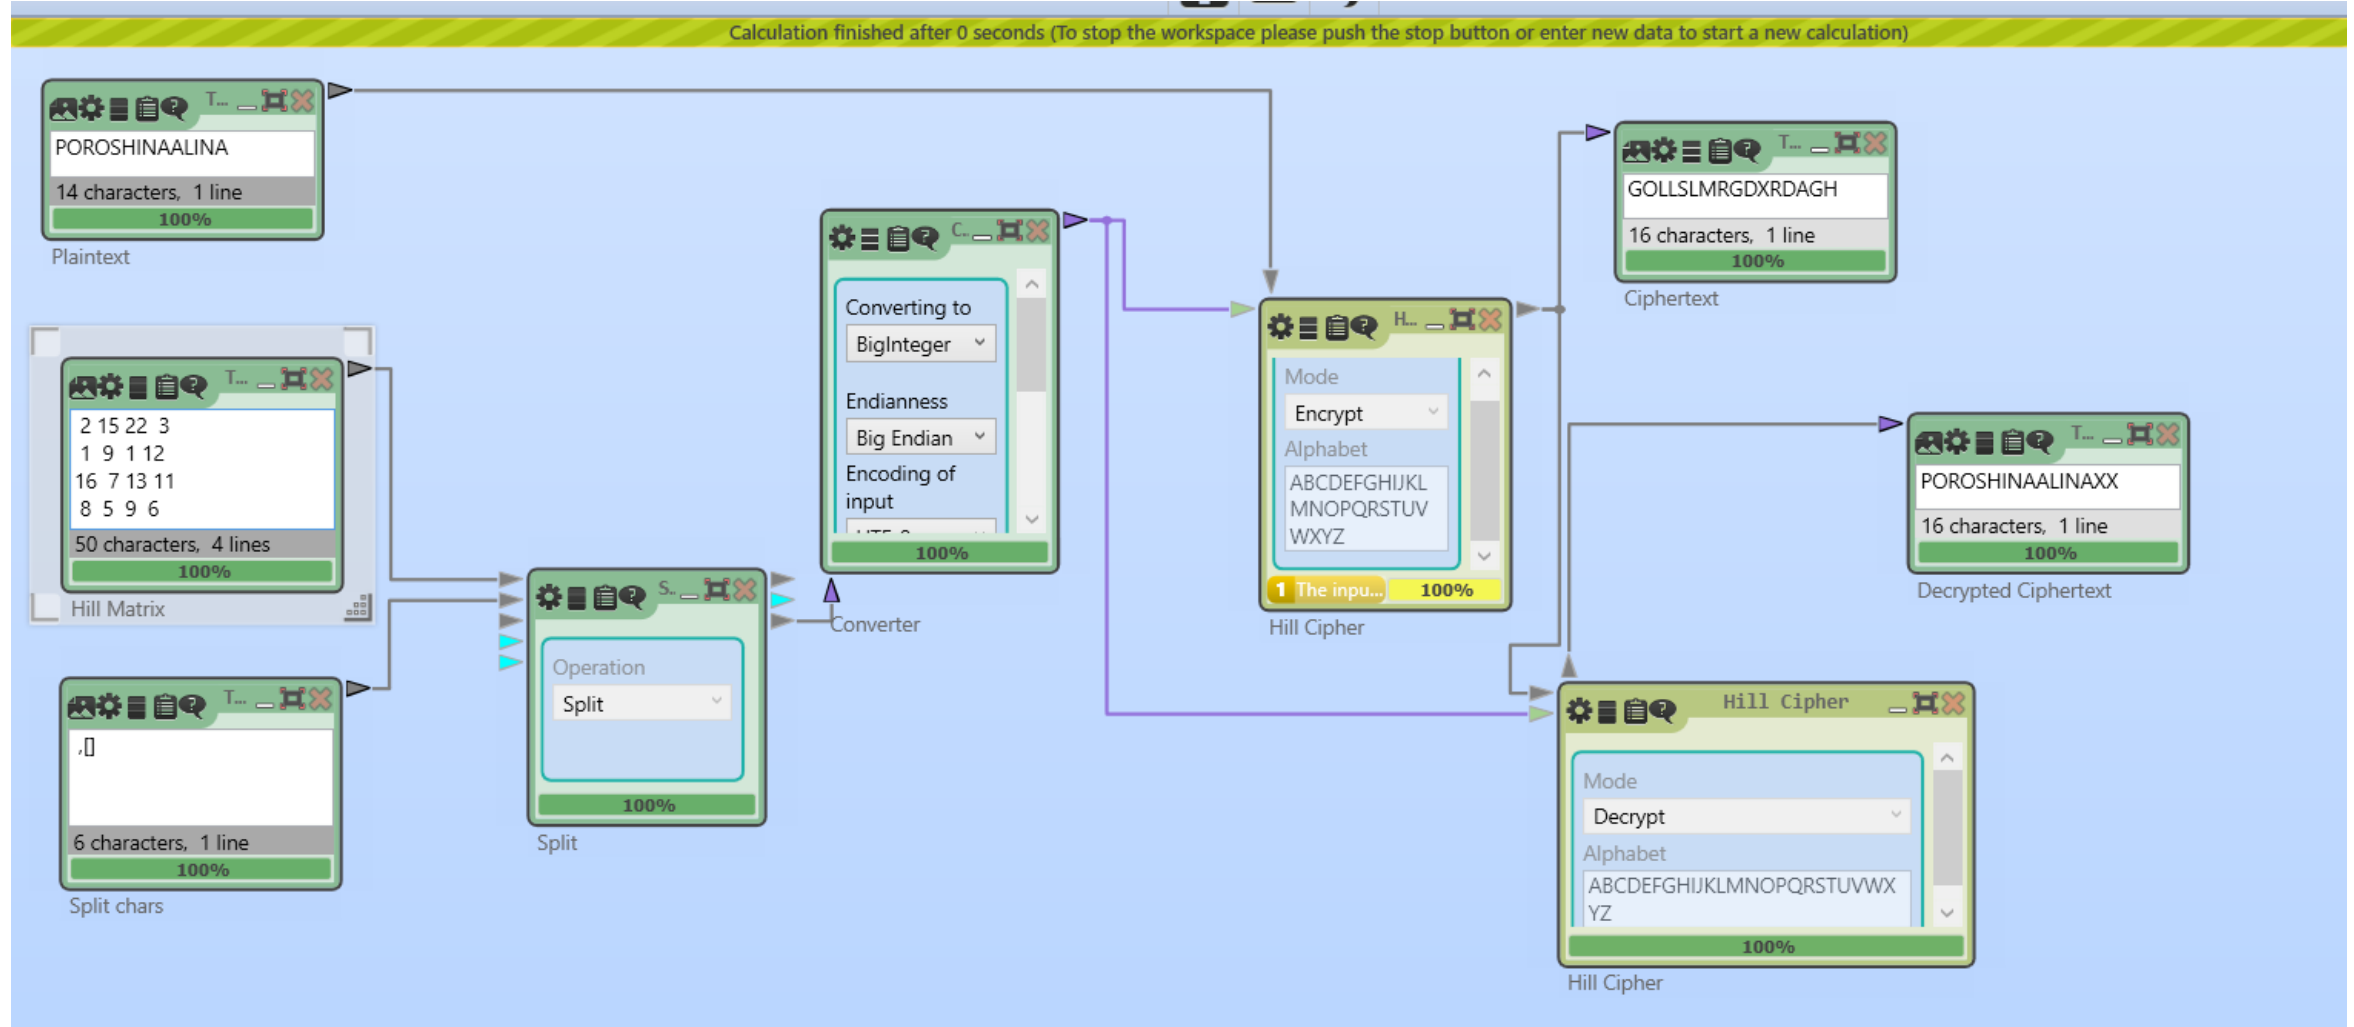 Calculation finished after 0 seconds (To stop the workspace please push the stop button or enter new data to start a new calculation)
T...
POROSHINAALINA
14 characters, 1 line
100%
Plaintext
T...
2 15 22 3
1 9 1 12
16 7 13 11
8 5 9 6
50 characters, 4 lines
100%
Hill Matrix
T...
,[]
6 characters, 1 line
100%
Split chars
S..
Operation
Split
100%
Split
C..
Converting to
BigInteger
Endianness
Big Endian
Encoding of
input
100%
Converter
H...
Mode
Encrypt
Alphabet
ABCDEFGHIJKL
MNOPQRSTUV
WXYZ
1 The inpu...
100%
Hill Cipher
T...
GOLLSLMRGDXRDAGH
16 characters, 1 line
100%
Ciphertext
T...
POROSHINAALINAXX
16 characters, 1 line
100%
Decrypted Ciphertext
Hill Cipher
Mode
Decrypt
Alphabet
ABCDEFGHIJKLMNOPQRSTUVWX
YZ
100%
Hill Cipher